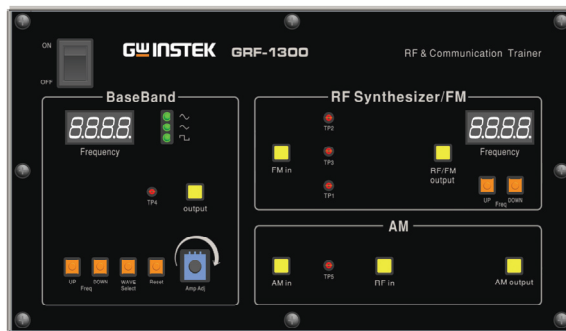 ON
OFF
GW INSTEK GRF-1300
RF & Communication Trainer
BaseBand
8.8.8.8.
Frequency
TP4
output
UP
DOWN
Freq
WAVE
Select
Reset
Amp Adj
RF Synthesizer/FM
FM in
TP2
TP3
TP1
RF/FM
output
8.8.8.8.
Frequency
UP
DOWN
Freq
AM
AM in
TP5
RF in
AM output